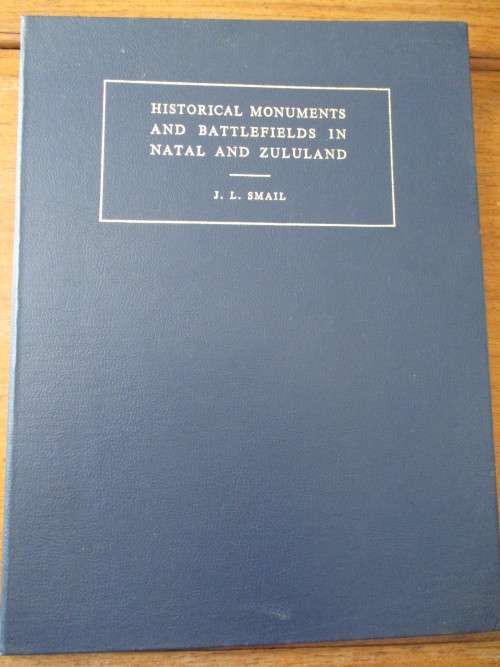 HISTORICAL MONUMENTS
AND BATTLEFIELDS IN
NATAL AND ZULULAND
J. L. SMAIL